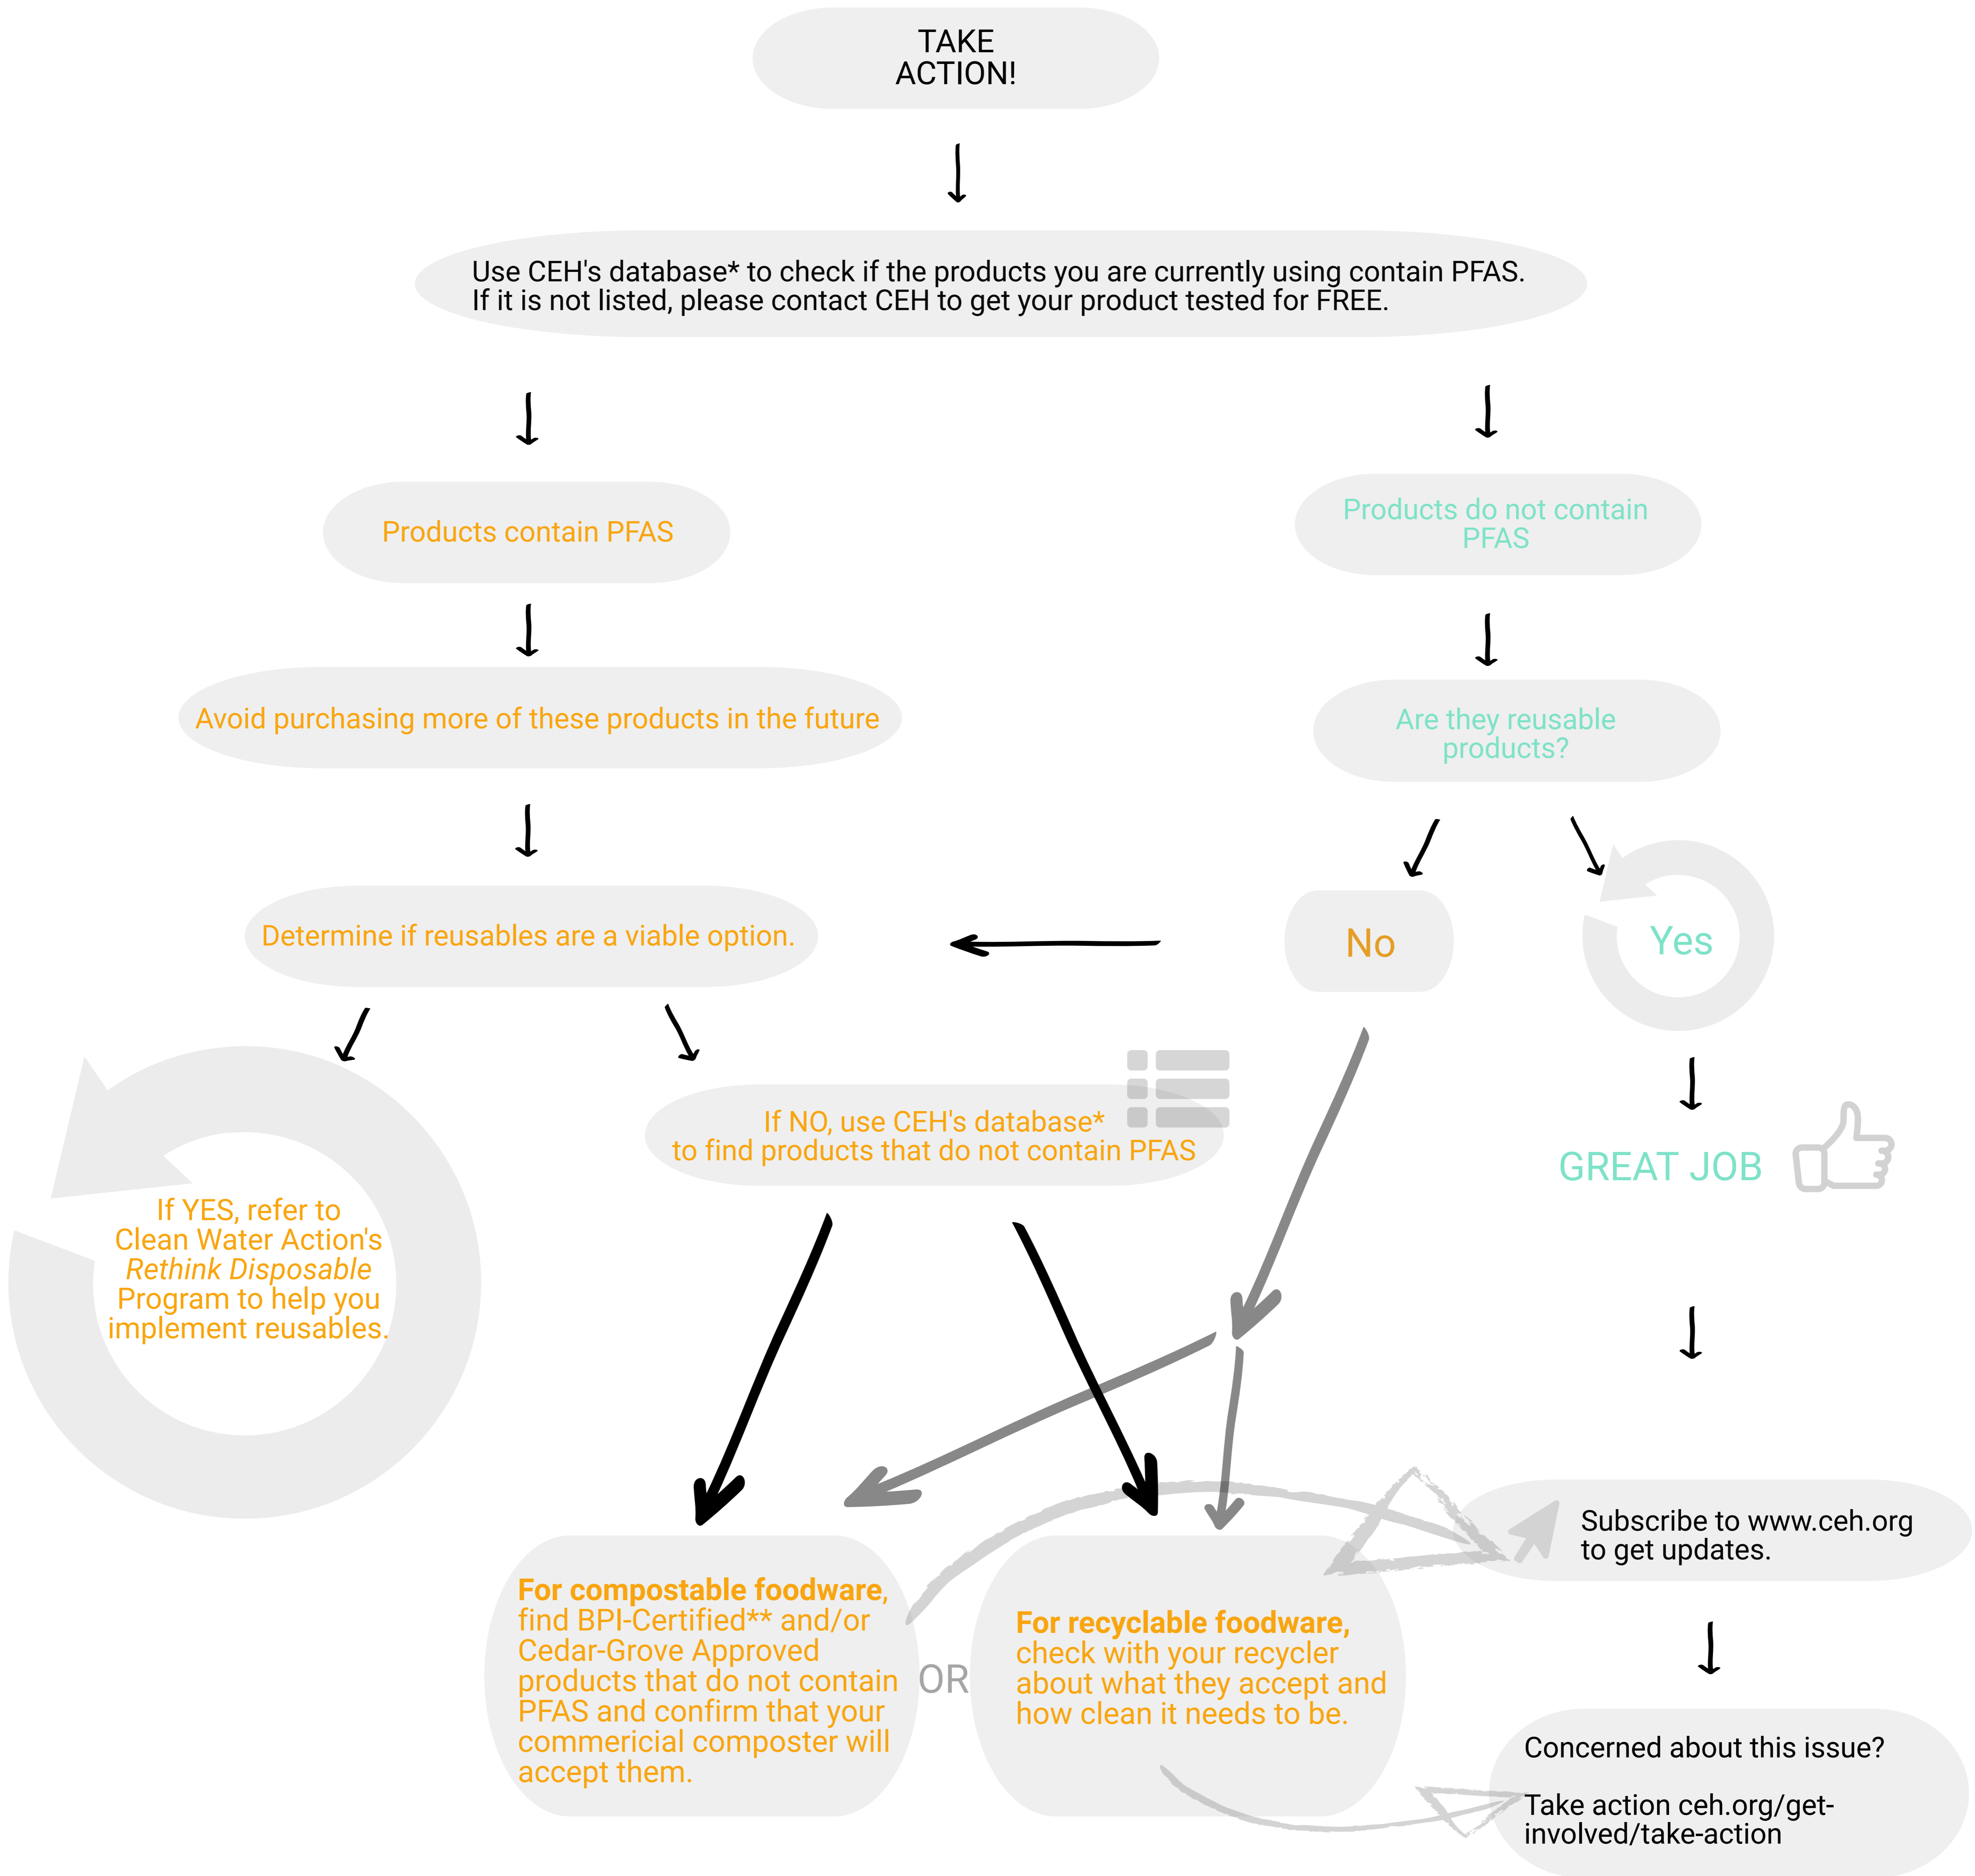 TAKE
ACTION!
Use CEH's database* to check if the products you are currently using contain PFAS.
If it is not listed, please contact CEH to get your product tested for FREE.
Products contain PFAS
Products do not contain
PFAS
Avoid purchasing more of these products in the future
Are they reusable
products?
Determine if reusables are a viable option.
No
Yes
If NO, use CEH's database*
to find products that do not contain PFAS
GREAT JOB
If YES, refer to
Clean Water Action's
Rethink Disposable
Program to help you
implement reusables.
For compostable foodware,
find BPI-Certified** and/or
Cedar-Grove Approved
products that do not contain
PFAS and confirm that your
commericial composter will
accept them.
OR
For recyclable foodware,
check with your recycler
about what they accept and
how clean it needs to be.
Subscribe to www.ceh.org
to get updates.
Concerned about this issue?
Take action ceh.org/get-
involved/take-action